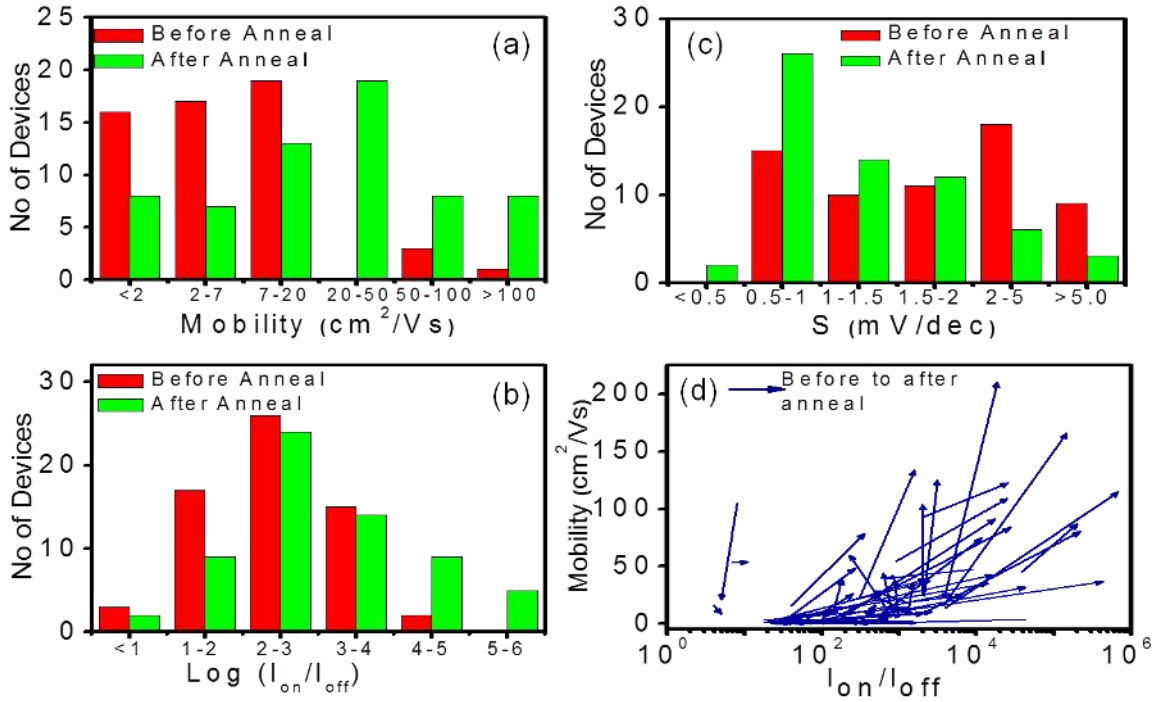 25
20
15
10
5
0
No of Devices
Before Anneal
After Anneal
(a)
<2 2-7 7-20 20-50 50-100 >100
Mobility (cm²/Vs)
30
20
10
0
No of Devices
Before Anneal
After Anneal
(c)
<0.5 0.5-1 1-1.5 1.5-2 2-5 >5.0
S (mV/dec)
30
20
10
0
No of Devices
Before Anneal
After Anneal
(b)
<1 1-2 2-3 3-4 4-5 5-6
Log (Ion/Ioff)
200
150
100
50
0
Mobility (cm²/Vs)
(d)
Before to after
anneal
10⁰ 10² 10⁴ 10⁶
Ion/Ioff